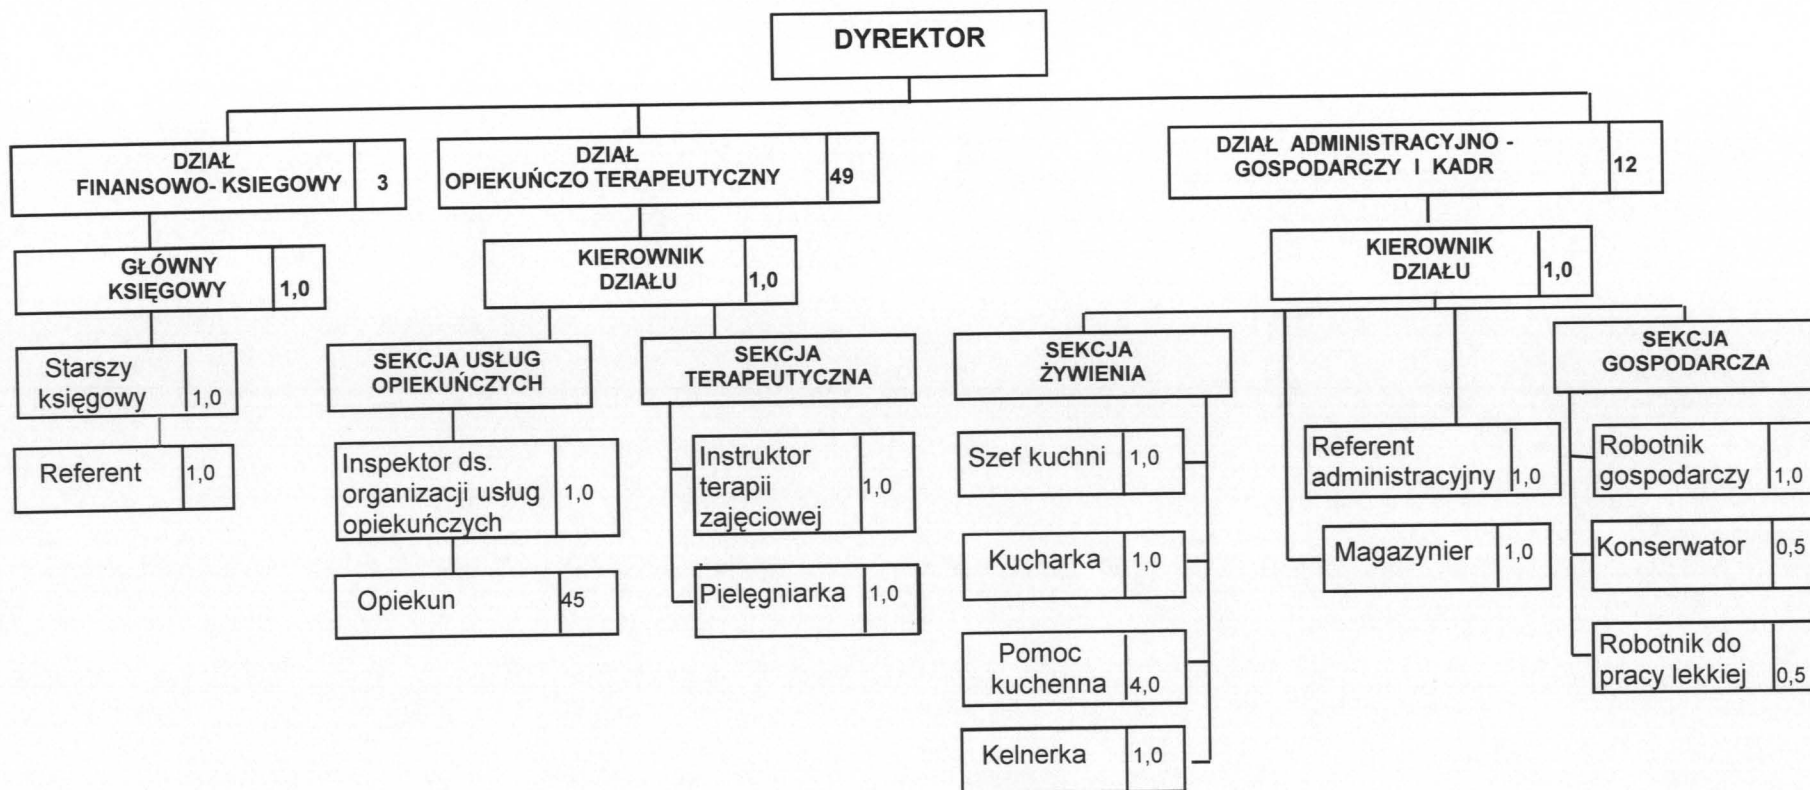 DYREKTOR
DZIAŁ
FINANSOWO- KSIEGOWY 3
DZIAŁ
OPIEKUŃCZO TERAPEUTYCZNY 49
DZIAŁ ADMINISTRACYJNO -
GOSPODARCZY I KADR 12
GŁÓWNY
KSIĘGOWY 1,0
KIEROWNIK
DZIAŁU 1,0
KIEROWNIK
DZIAŁU 1,0
Starszy
księgowy 1,0
Referent 1,0
SEKCJA USŁUG
OPIEKUŃCZYCH
Inspektor ds.
organizacji usług 1,0
opiekuńczych
Opiekun 45
SEKCJA
TERAPEUTYCZNA
Instruktor
terapii 1,0
zajęciowej
Pielęgniarka 1,0
SEKCJA
ŻYWIENIA
Szef kuchni 1,0
Kucharka 1,0
Pomoc
kuchenna 4,0
Kelnerka 1,0
Referent
administracyjny 1,0
Magazynier 1,0
SEKCJA
GOSPODARCZA
Robotnik
gospodarczy 1,0
Konserwator 0,5
Robotnik do
pracy lekkiej 0,5